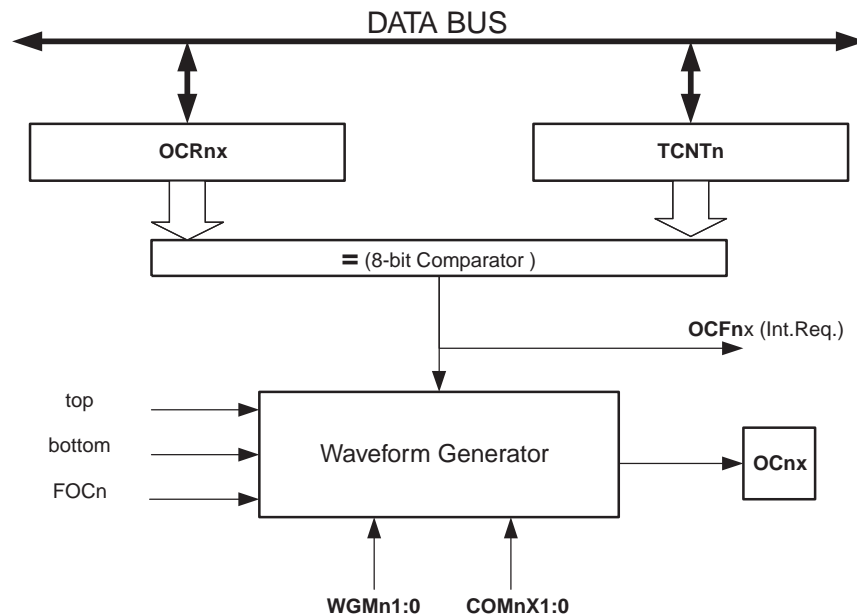 DATA BUS
OCRnx
TCNTn
= (8-bit Comparator )
OCFnx (Int.Req.)
top
bottom
FOCn
Waveform Generator
OCnx
WGMn1:0
COMnX1:0